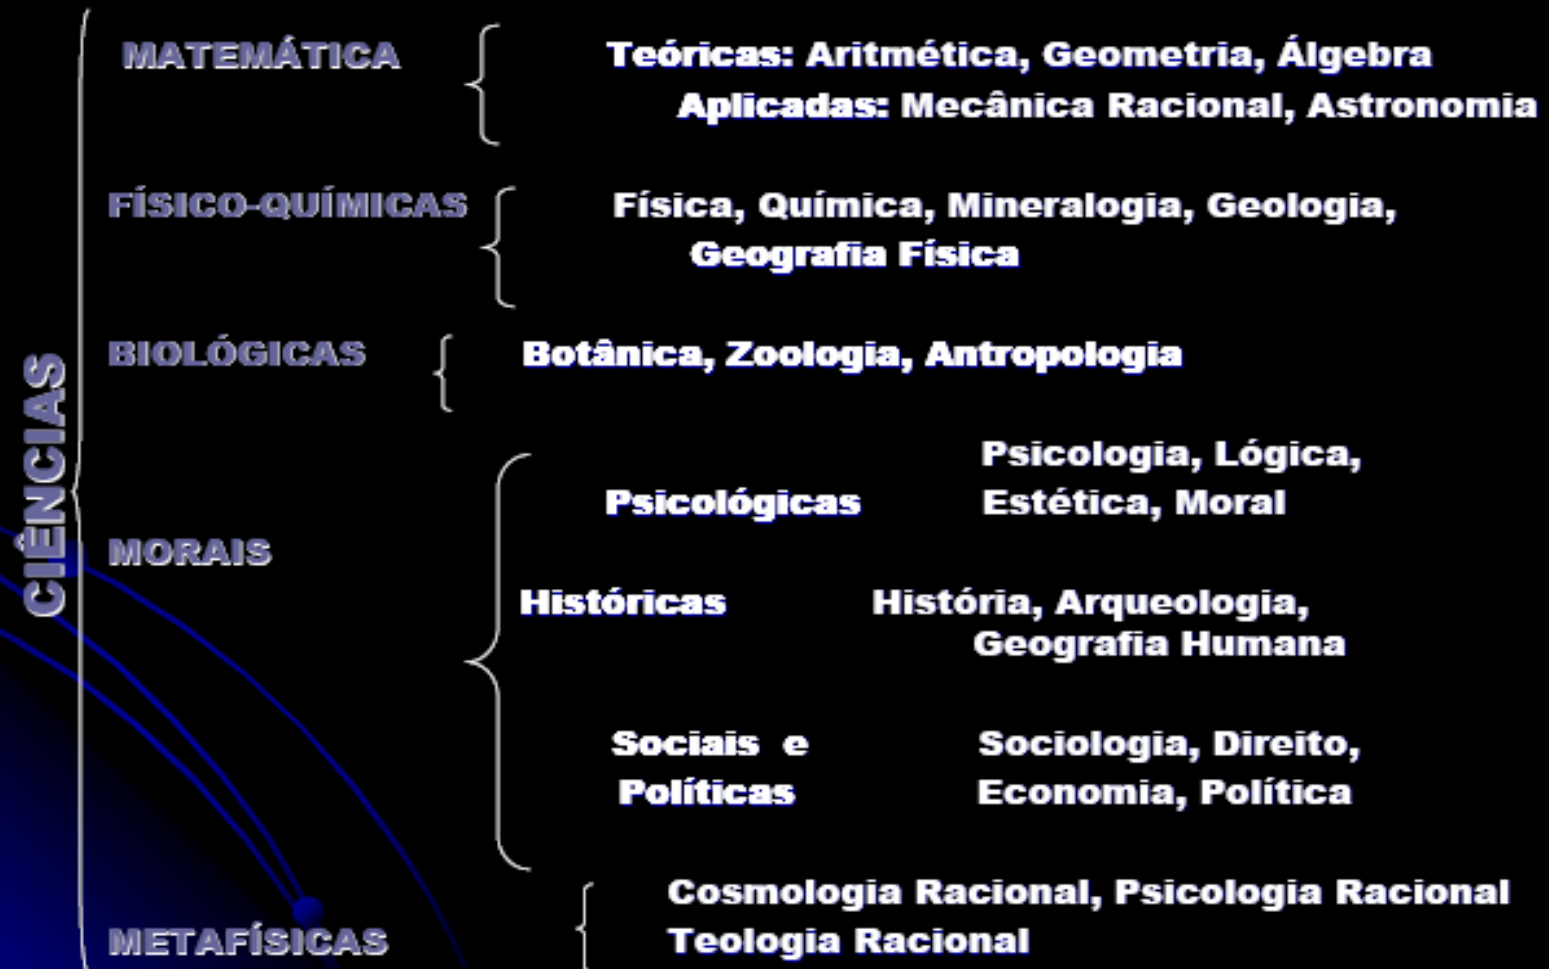 CIÊNCIAS
MATEMÁTICA
Teóricas: Aritmética, Geometria, Álgebra
Aplicadas: Mecânica Racional, Astronomia
FÍSICO-QUÍMICAS
Física, Química, Mineralogia, Geologia,
Geografia Física
BIOLÓGICAS
Botânica, Zoologia, Antropologia
MORAIS
Psicológicas
Psicologia, Lógica,
Estética, Moral
Históricas
História, Arqueologia,
Geografia Humana
Sociais e
Políticas
Sociologia, Direito,
Economia, Política
METAFÍSICAS
Cosmologia Racional, Psicologia Racional
Teologia Racional